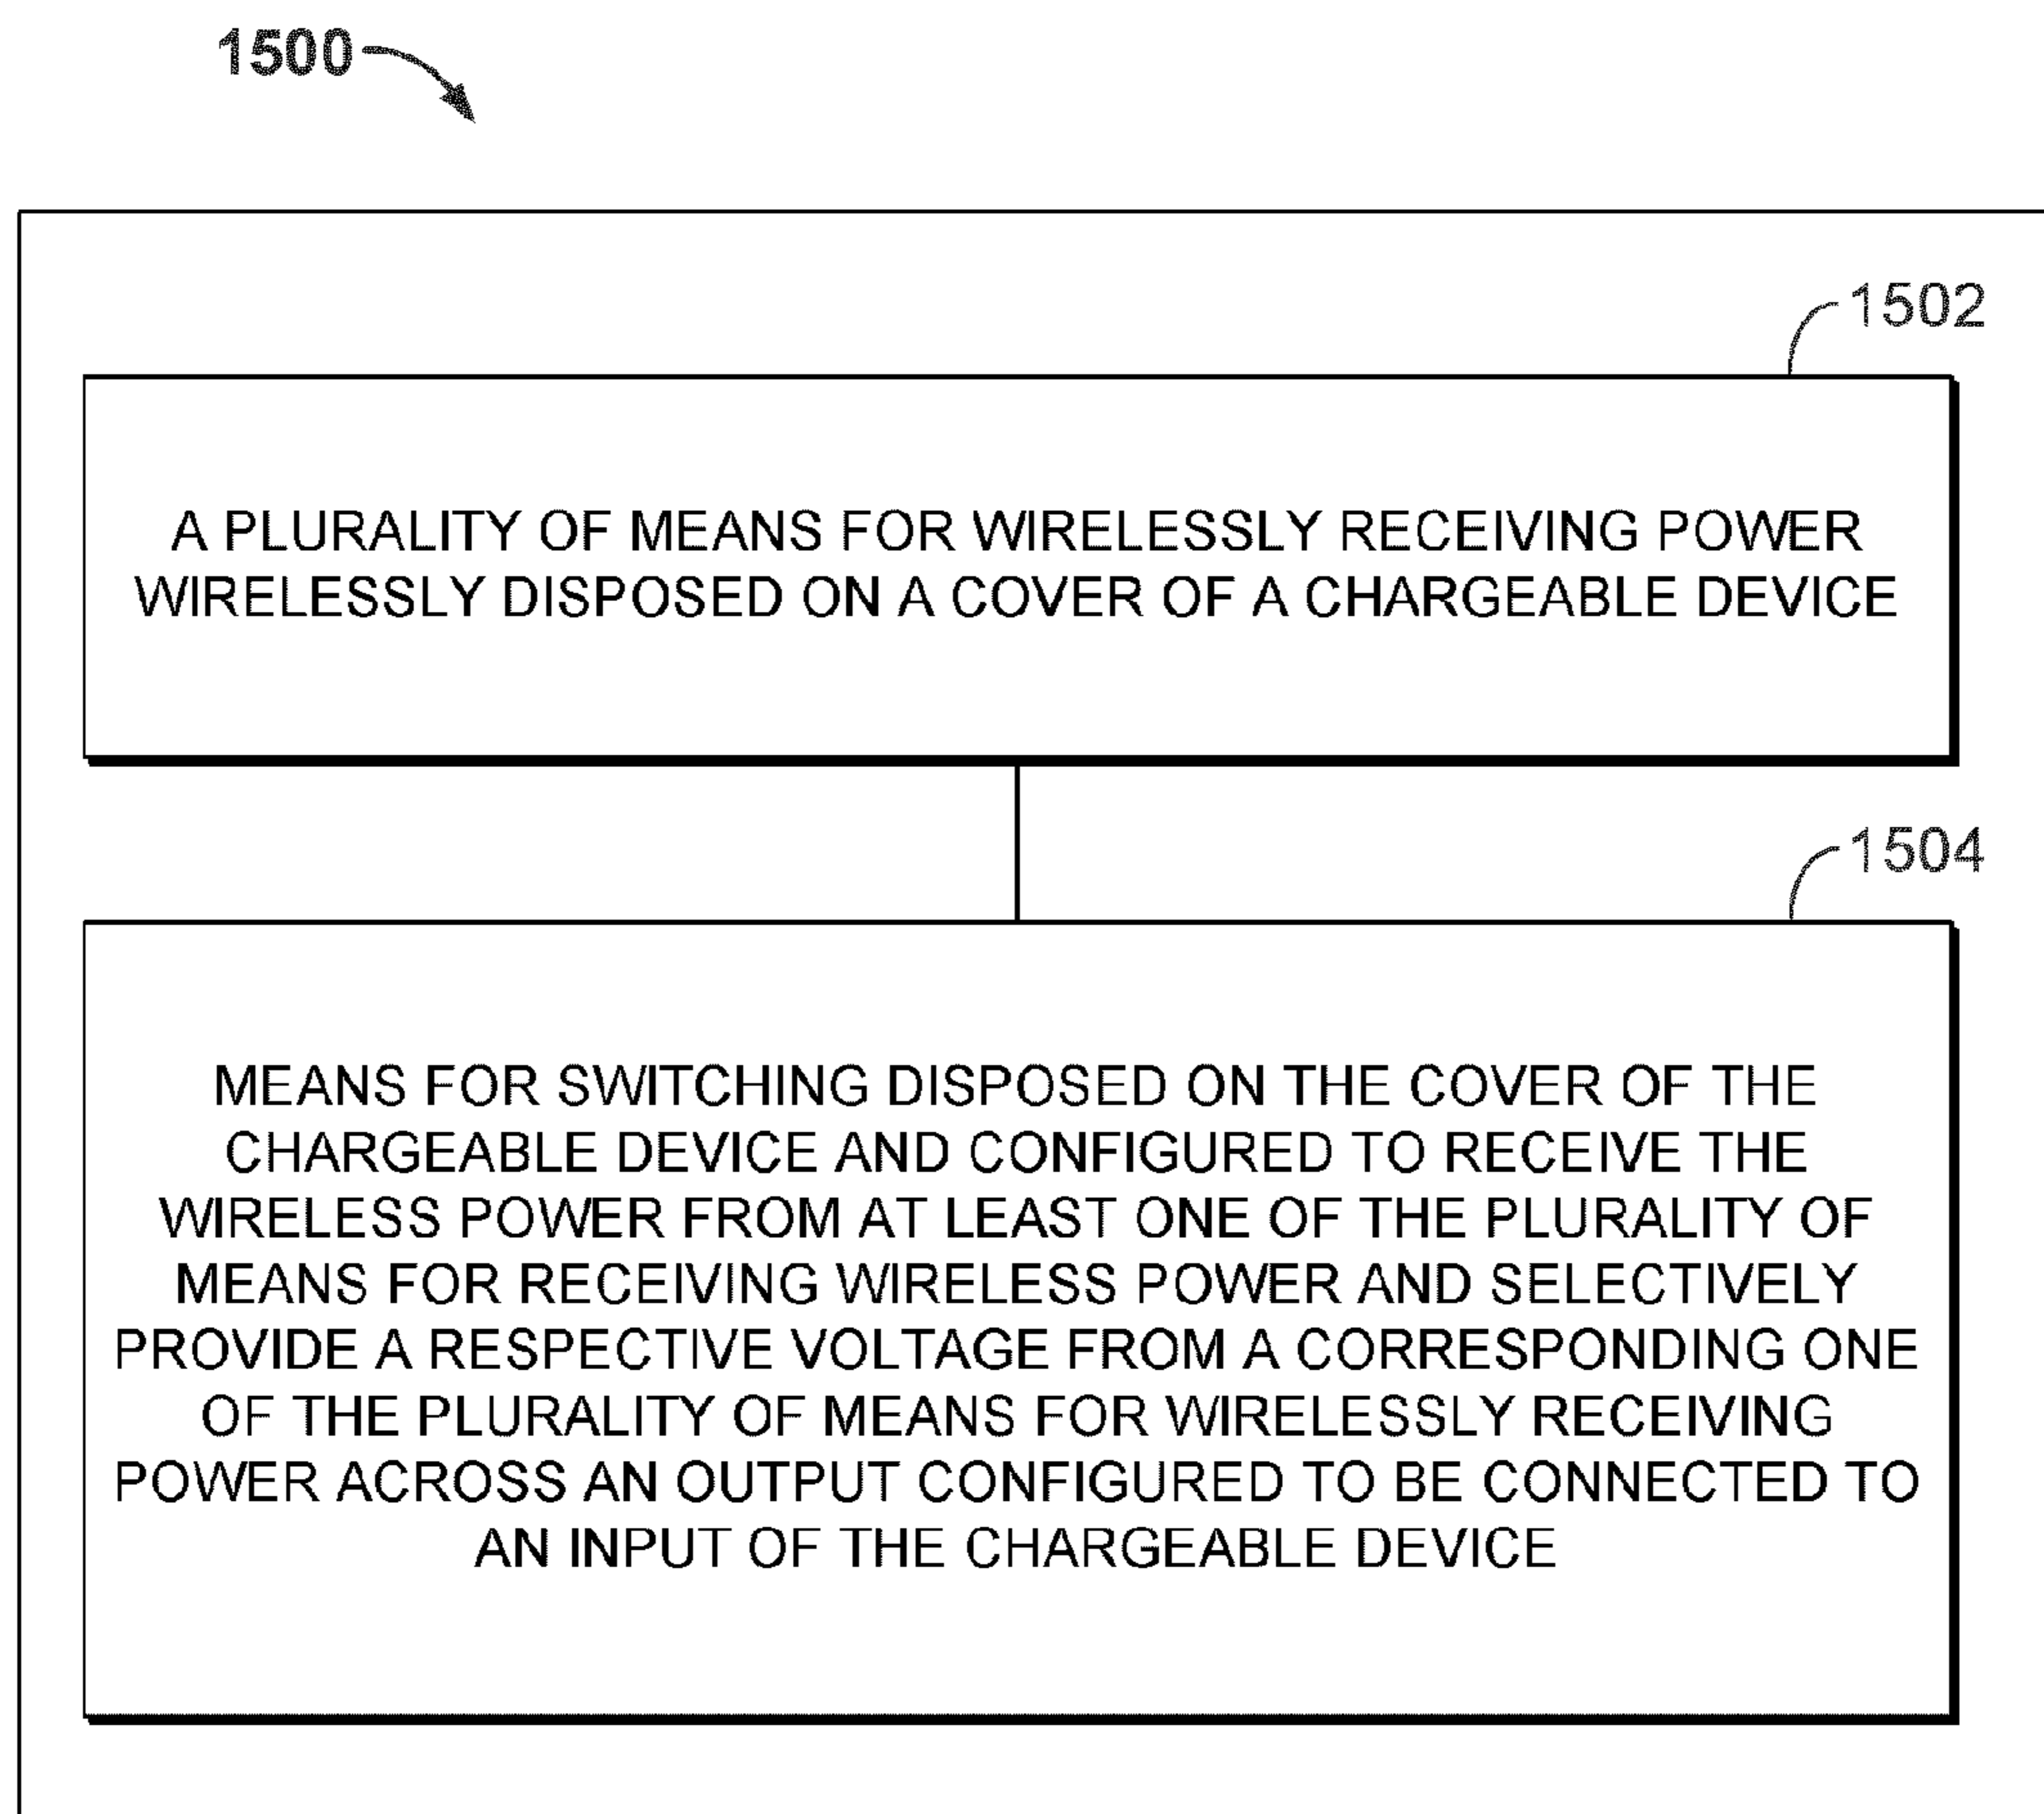 1500
1502
A PLURALITY OF MEANS FOR WIRELESSLY RECEIVING POWER
WIRELESSLY DISPOSED ON A COVER OF A CHARGEABLE DEVICE
1504
MEANS FOR SWITCHING DISPOSED ON THE COVER OF THE
CHARGEABLE DEVICE AND CONFIGURED TO RECEIVE THE
WIRELESS POWER FROM AT LEAST ONE OF THE PLURALITY OF
MEANS FOR RECEIVING WIRELESS POWER AND SELECTIVELY
PROVIDE A RESPECTIVE VOLTAGE FROM A CORRESPONDING ONE
OF THE PLURALITY OF MEANS FOR WIRELESSLY RECEIVING
POWER ACROSS AN OUTPUT CONFIGURED TO BE CONNECTED TO
AN INPUT OF THE CHARGEABLE DEVICE